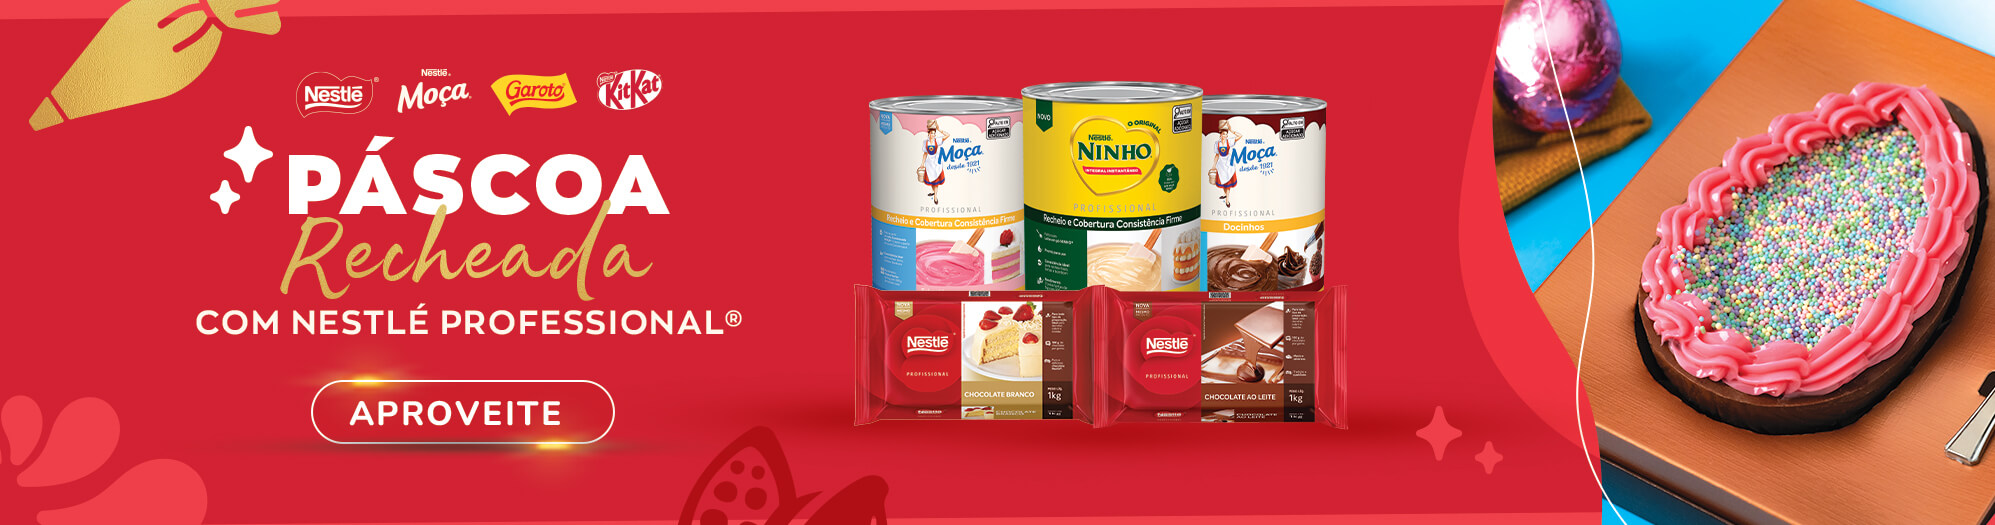 Nestlé®
Nestlé®
Moça®
Garoto
Nestlé
KitKat
PÁSCOA
Recheada
COM NESTLÉ PROFESSIONAL®
APROVEITE
Nestlé
Moça
desde 1921
PROFISSIONAL
Recheio e Cobertura Consistência Firme
NOVO
O ORIGINAL
Nestlé
NINHO
INTEGRAL INSTANTÂNEO
PROFISSIONAL
Recheio e Cobertura Consistência Firme
Nestlé
Moça
desde 1921
PROFISSIONAL
Docinhos
Nestlé
PROFISSIONAL
CHOCOLATE BRANCO
1kg
Nestlé
PROFISSIONAL
CHOCOLATE AO LEITE
1kg